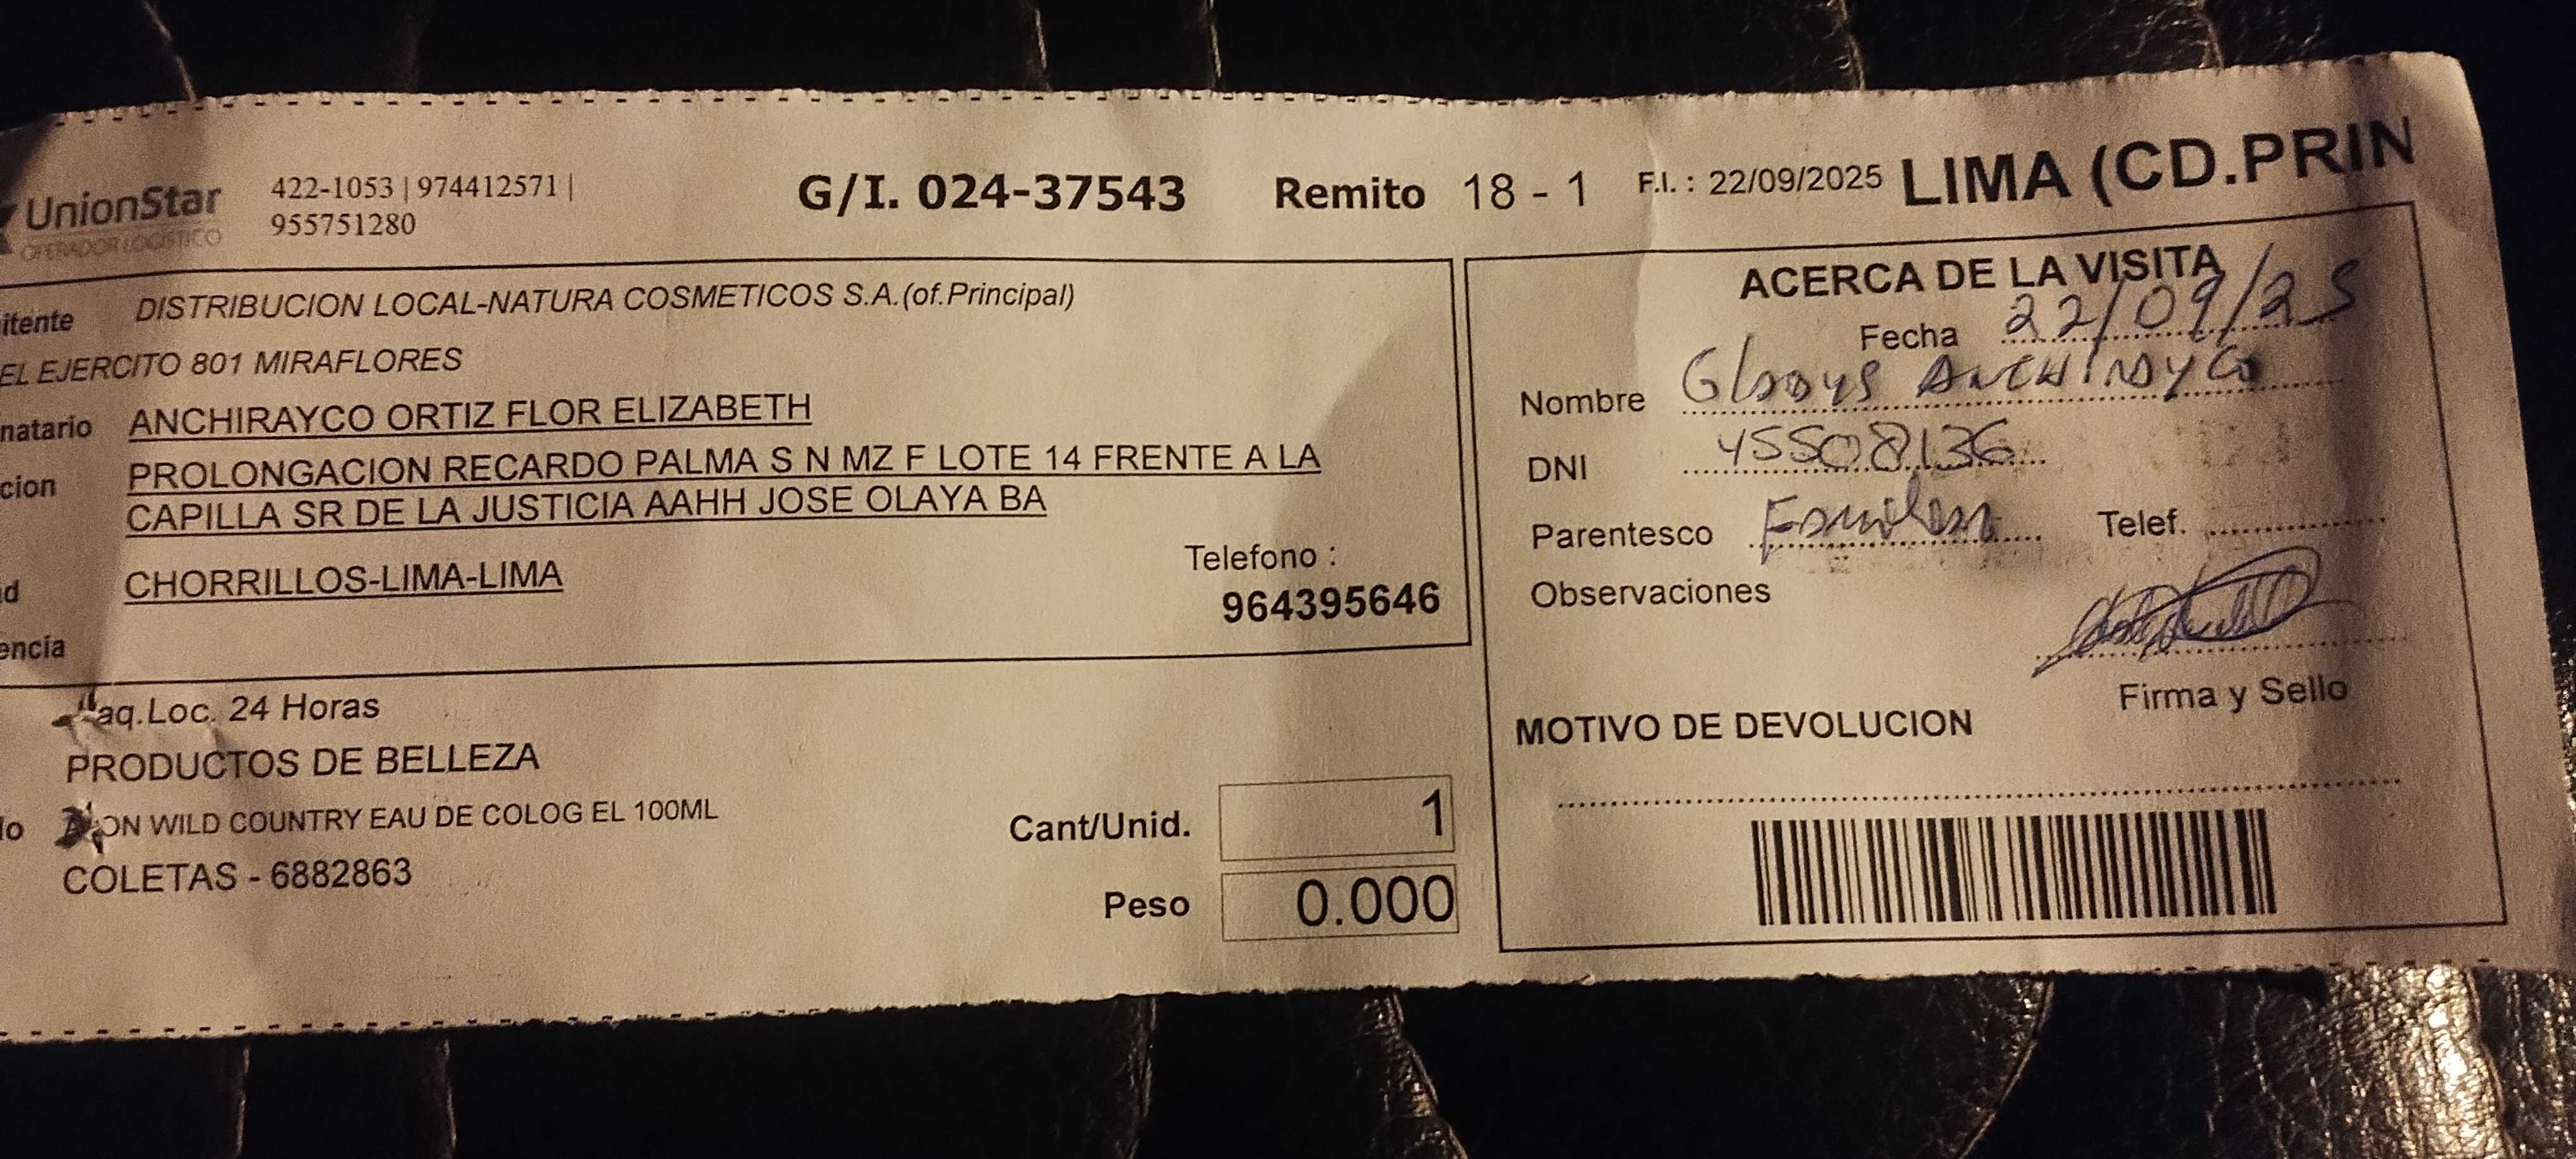 UnionStar
OPERADOR LOGÍSTICO
422-1053 | 974412571 |
955751280
G/I. 024-37543
Remito 18 - 1
F.I. : 22/09/2025
LIMA (CD.PRIN
itente DISTRIBUCION LOCAL-NATURA COSMETICOS S.A.(of.Principal)
EL EJERCITO 801 MIRAFLORES
natario ANCHIRAYCO ORTIZ FLOR ELIZABETH
cion PROLONGACION RECARDO PALMA S N MZ F LOTE 14 FRENTE A LA
CAPILLA SR DE LA JUSTICIA AAHH JOSE OLAYA BA
d CHORRILLOS-LIMA-LIMA
Telefono :
964395646
encia
aq.Loc. 24 Horas
PRODUCTOS DE BELLEZA
lo ON WILD COUNTRY EAU DE COLOG EL 100ML
COLETAS - 6882863
Cant/Unid. 1
Peso 0.000
ACERCA DE LA VISITA
Fecha 22/09/25
Nombre Gladys ANCHIRAYCO
DNI 45508136
Parentesco Familiar Telef.
Observaciones
Firma y Sello
MOTIVO DE DEVOLUCION